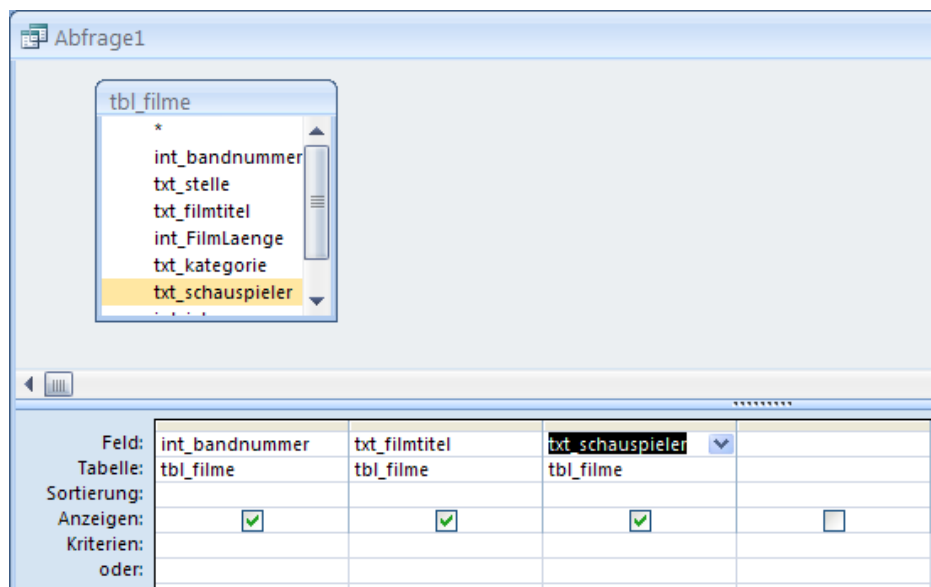 Abfrage1
tbl_filme
*
int_bandnummer
txt_stelle
txt_filmtitel
int_FilmLaenge
txt_kategorie
txt_schauspieler
Feld: int_bandnummer txt_filmtitel txt_schauspieler
Tabelle: tbl_filme tbl_filme tbl_filme
Sortierung:
Anzeigen:
Kriterien:
oder: